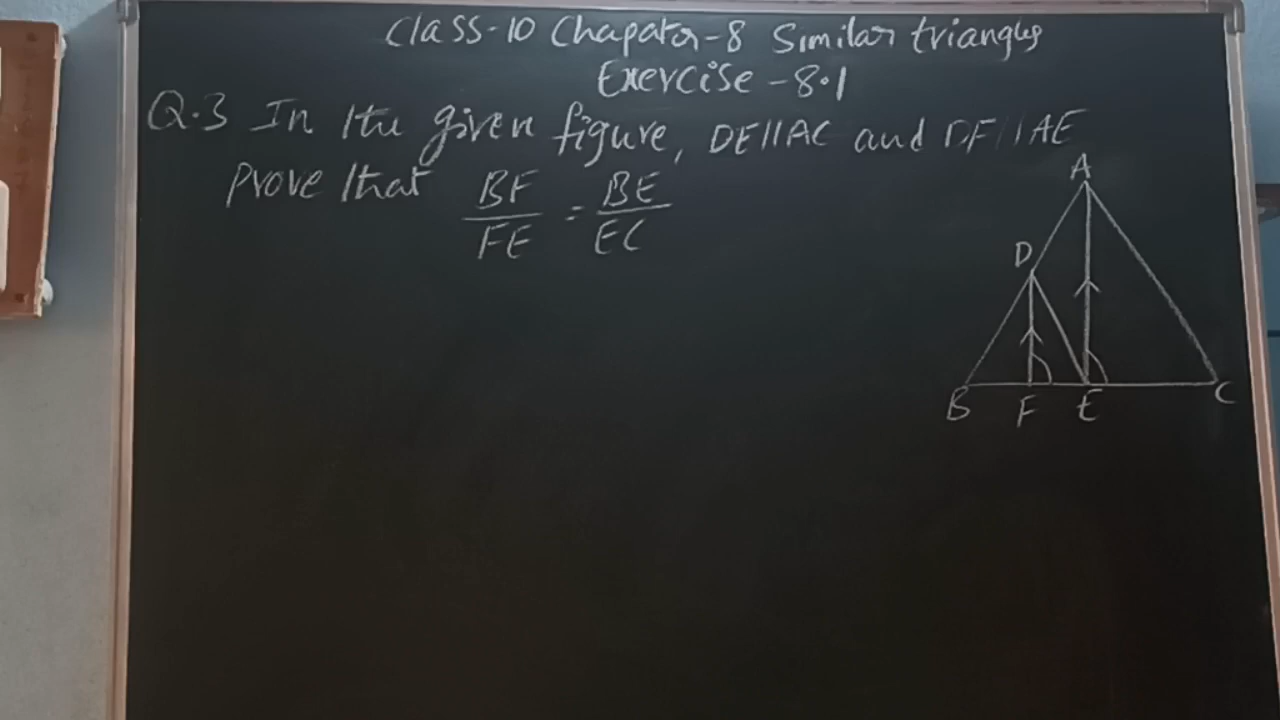 Class-10 Chapator-8 Similar triangles
Exercise - 8.1
Q.3 In the given figure, DE||AC and DF||AE
Prove that BF/FE = BE/EC
A
D
B F E C